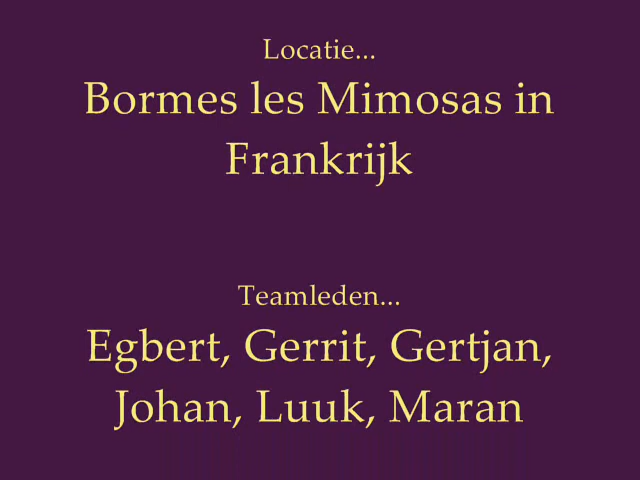 Locatie...
Bormes les Mimosas in
Frankrijk
Teamleden...
Egbert, Gerrit, Gertjan,
Johan, Luuk, Maran